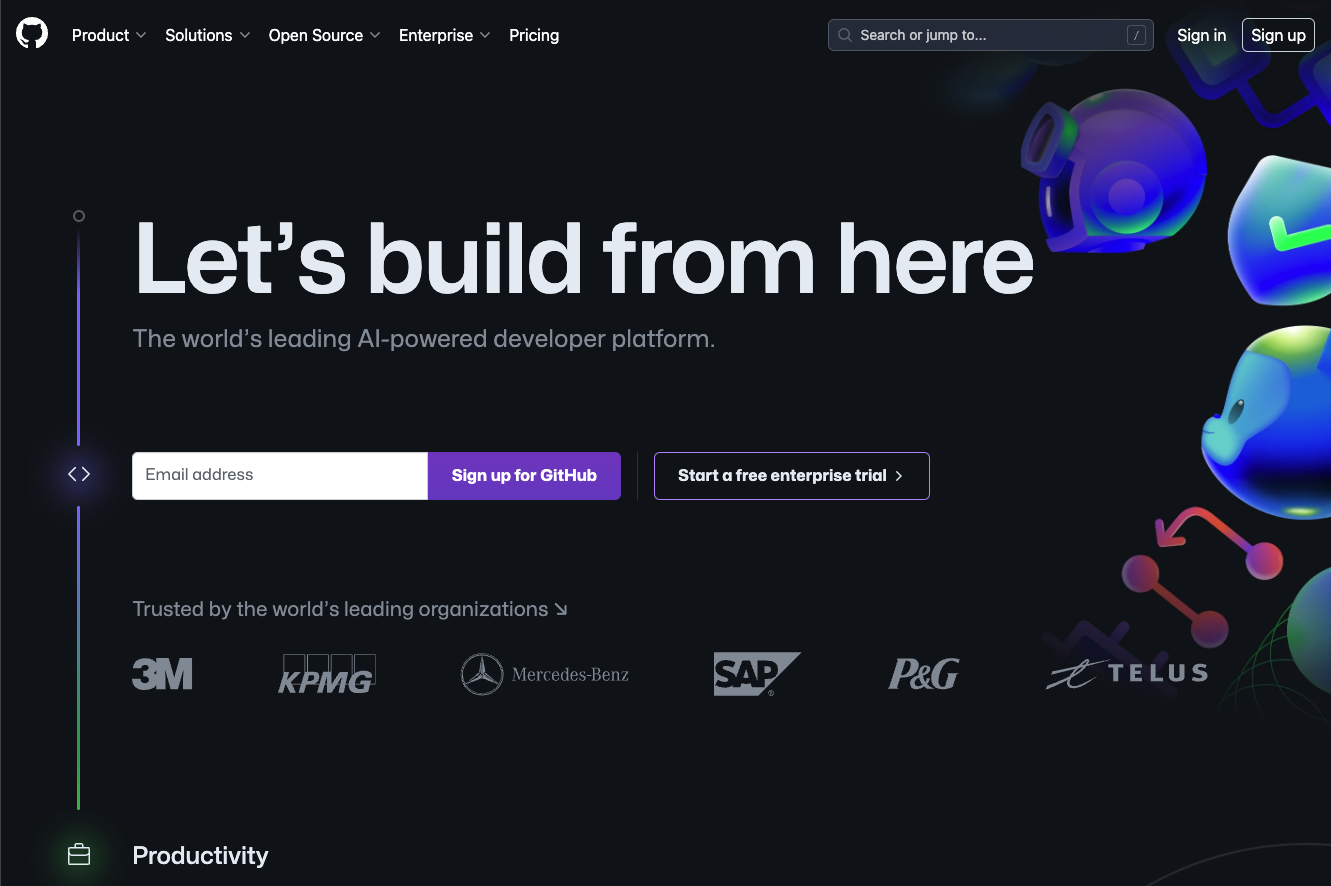 Product Solutions Open Source Enterprise Pricing Search or jump to... / Sign in Sign up
Let’s build from here
The world’s leading AI-powered developer platform.
Email address Sign up for GitHub Start a free enterprise trial
Trusted by the world’s leading organizations
3M KPMG Mercedes-Benz SAP® P&G TELUS
Productivity